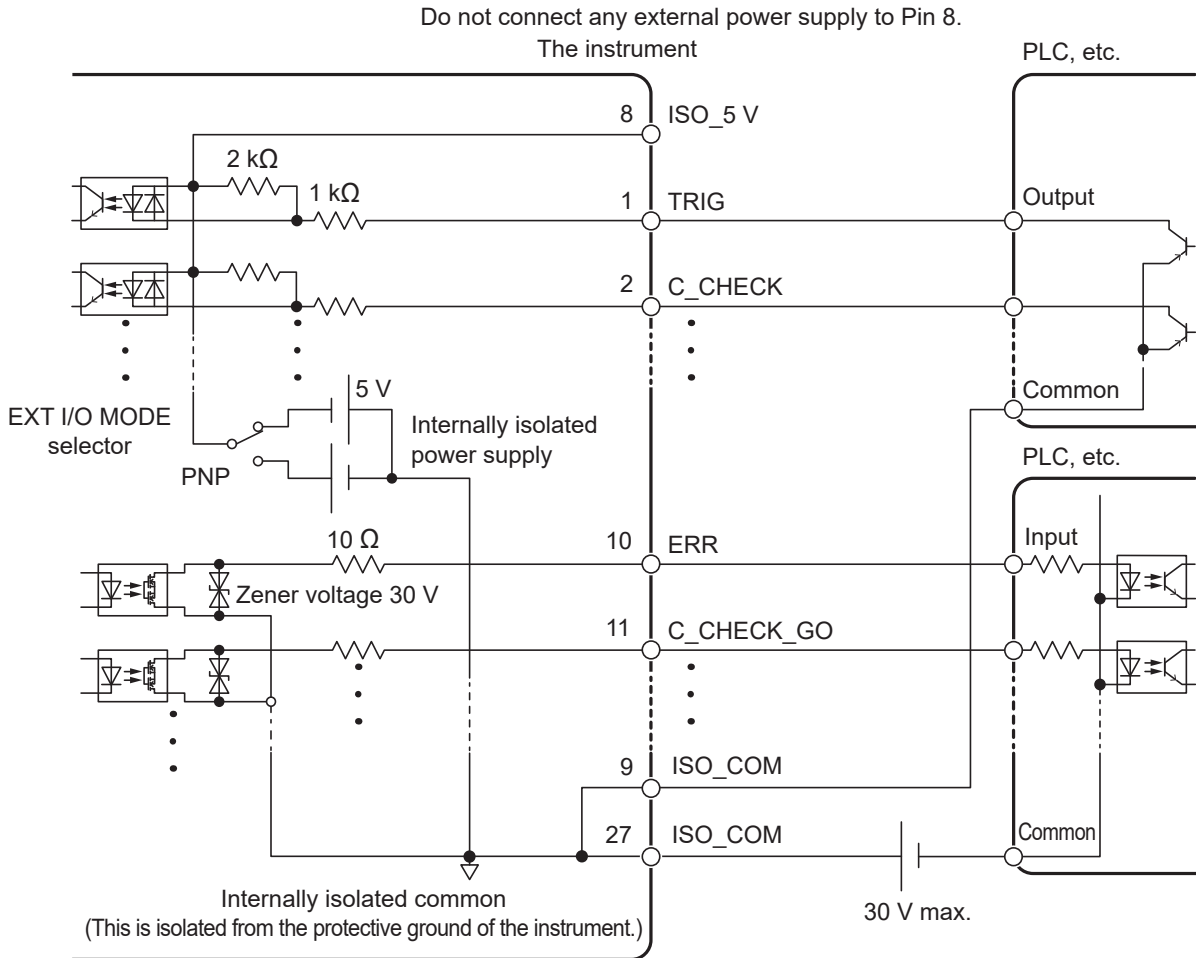 Do not connect any external power supply to Pin 8.
The instrument
PLC, etc.
8
ISO_5 V
2 kΩ
1 kΩ
1
TRIG
Output
2
C_CHECK
Common
5 V
EXT I/O MODE
selector
Internally isolated
power supply
PNP
PLC, etc.
10 Ω
10
ERR
Input
Zener voltage 30 V
11
C_CHECK_GO
9
ISO_COM
27
ISO_COM
Common
Internally isolated common
(This is isolated from the protective ground of the instrument.)
30 V max.